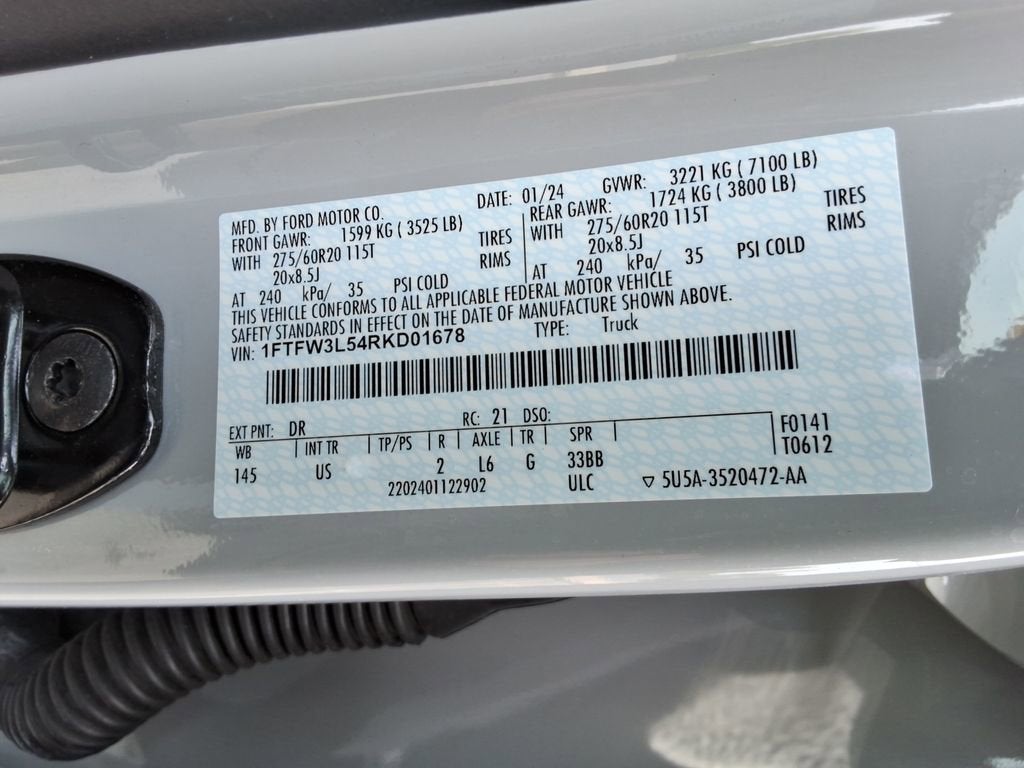 MFD. BY FORD MOTOR CO. DATE: 01/24 GVWR: 3221 KG ( 7100 LB)
FRONT GAWR: 1599 KG ( 3525 LB)
WITH 275/60R20 115T TIRES
20x8.5J RIMS
AT 240 kPa/ 35 PSI COLD
REAR GAWR: 1724 KG ( 3800 LB)
WITH 275/60R20 115T TIRES
20x8.5J RIMS
AT 240 kPa/ 35 PSI COLD
THIS VEHICLE CONFORMS TO ALL APPLICABLE FEDERAL MOTOR VEHICLE
SAFETY STANDARDS IN EFFECT ON THE DATE OF MANUFACTURE SHOWN ABOVE.
VIN: 1FTFW3L54RKD01678 TYPE: Truck
EXT PNT: DR RC: 21 DSO:
WB INT TR TP/PS R AXLE TR SPR F0141
145 US 2 L6 G 33BB T0612
2202401122902 ULC ▽ 5U5A-3520472-AA